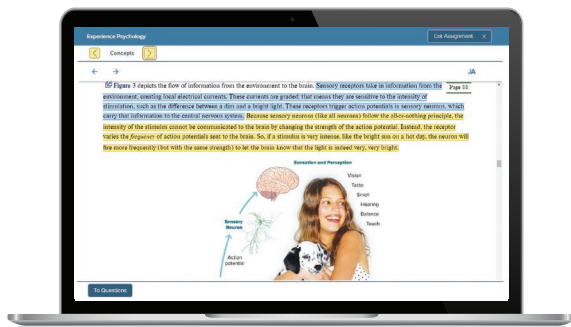 Experience Psychology
Exit Assignment X
Concepts
Figure 3 depicts the flow of information from the environment to the brain. Sensory receptors take in information from the
Page 88
environment, creating local electrical currents. These currents are graded; that means they are sensitive to the intensity of
stimulation, such as the difference between a dim and a bright light. These receptors trigger action potentials in sensory neurons, which
carry that information to the central nervous system. Because sensory neurons (like all neurons) follow the all-or-nothing principle, the
intensity of the stimulus cannot be communicated to the brain by changing the strength of the action potential. Instead, the receptor
varies the frequency of action potentials sent to the brain. So, if a stimulus is very intense, like the bright sun on a hot day, the neuron will
fire more frequently (but with the same strength) to let the brain know that the light is indeed very, very bright.
Sensation and Perception
Vision
Taste
Smell
Hearing
Balance
Touch
Sensory
Neuron
Action
potential
To Questions